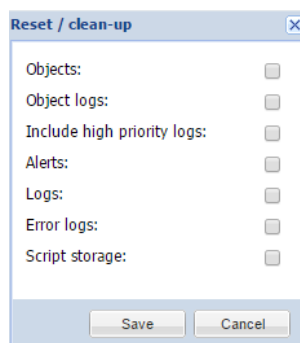 Reset / clean-up
Objects:
Object logs:
Include high priority logs:
Alerts:
Logs:
Error logs:
Script storage:
Save Cancel